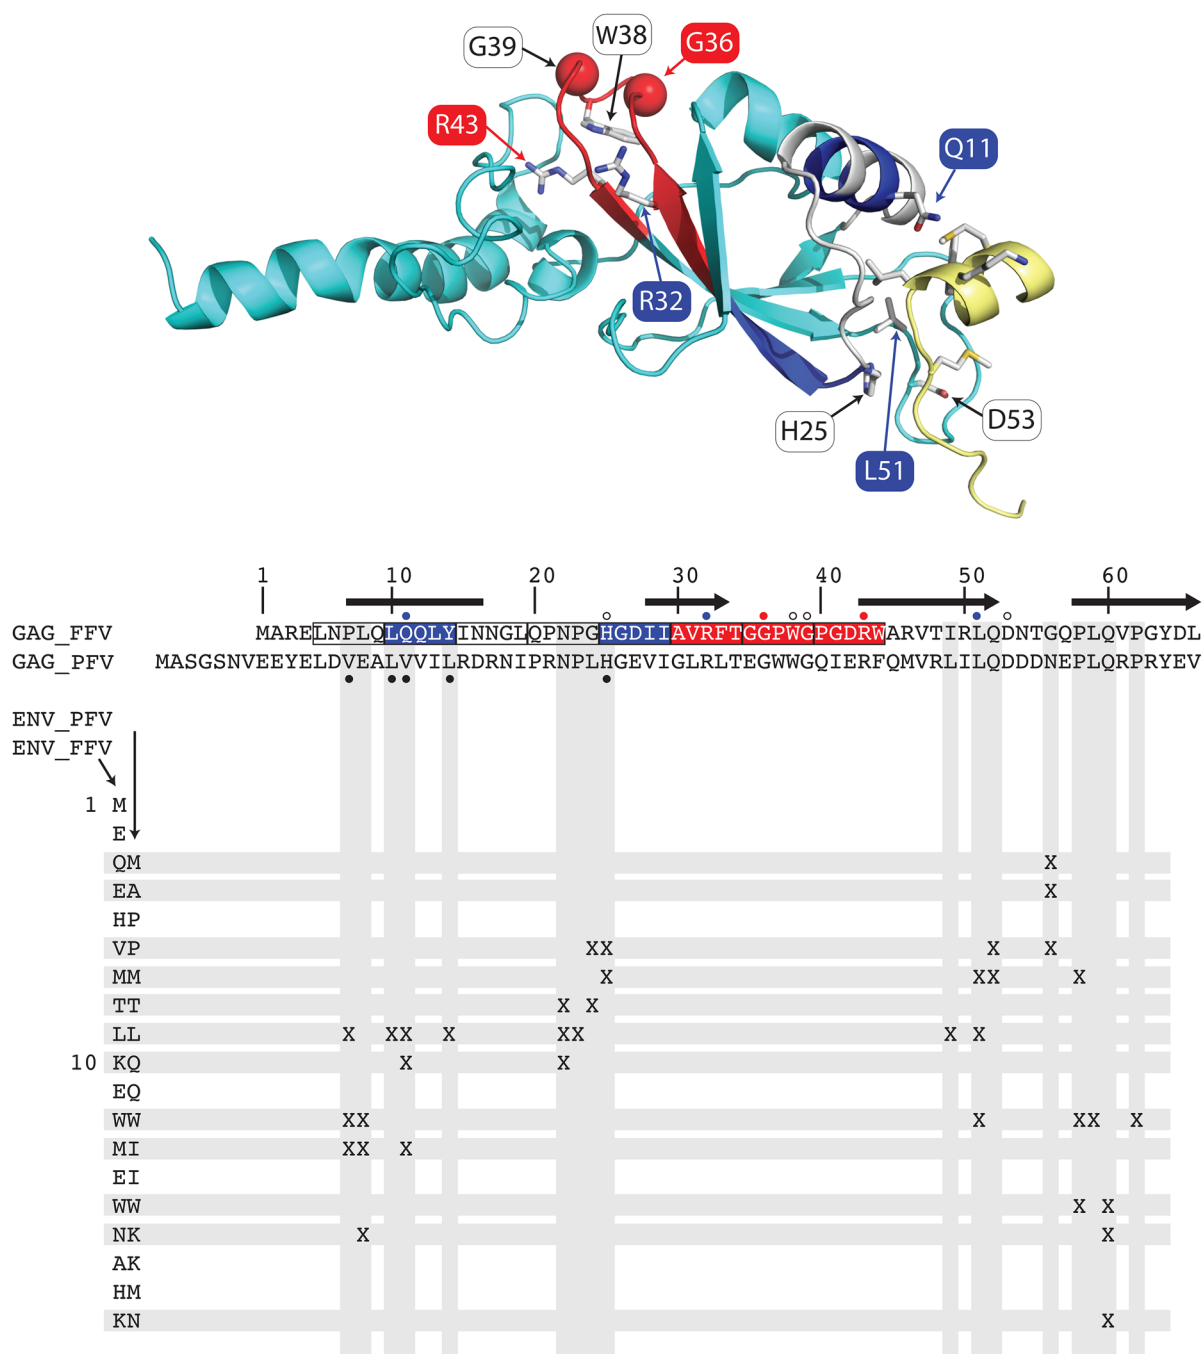 G39
W38
G36
R43
Q11
R32
H25
D53
L51
1 10 20 30 40 50 60
GAG_FFV MARELNPLQLQQLYINNGLQPNPGHGDIIAVRFTGGPWGPGDRWARVTIRLQDNTGQPLQVPGYDL
GAG_PFV MASGSNVEEYELDVEALVVILRDRNIPRNPLHGEVIGLRLTEGWWGQIERFQMVRLILQDDDNEPLQRPRYEV
ENV_PFV
ENV_FFV
1 M
E
QM X
EA X
HP
VP XX X X
MM X XX X
TT X X
LL X XX X XX X X
10 KQ X X
EQ
WW XX X XX X
MI XX X
EI
WW X X
NK X X
AK
HM
KN X